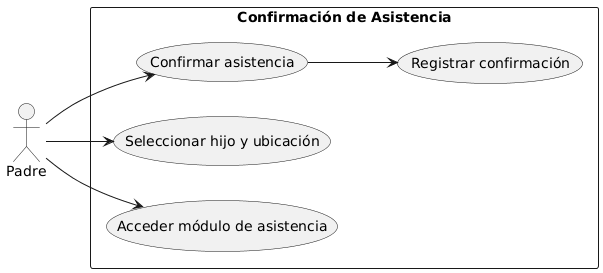 Confirmación de Asistencia
Confirmar asistencia
Registrar confirmación
Seleccionar hijo y ubicación
Padre
Acceder módulo de asistencia